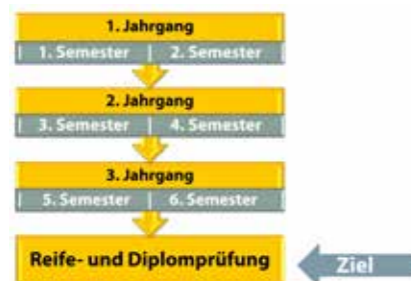 1. Jahrgang
1. Semester | 2. Semester
2. Jahrgang
3. Semester | 4. Semester
3. Jahrgang
5. Semester | 6. Semester
Reife- und Diplomprüfung
Ziel